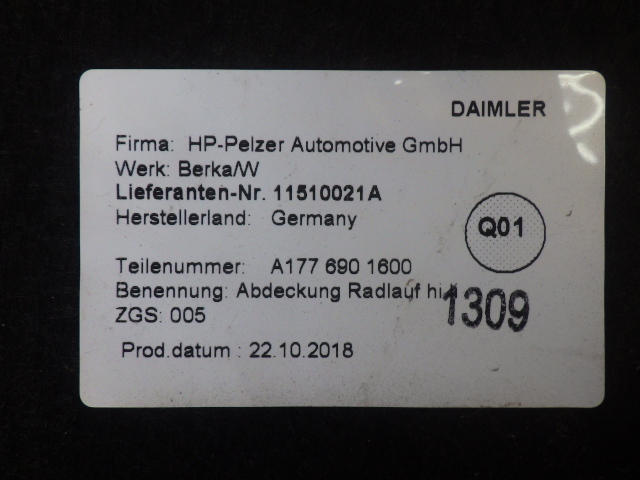 DAIMLER
Firma: HP-Pelzer Automotive GmbH
Werk: Berka/W
Lieferanten-Nr. 11510021A
Herstellerland: Germany
Q01
Teilenummer: A177 690 1600
Benennung: Abdeckung Radlauf hi.
1309
ZGS: 005
Prod.datum : 22.10.2018